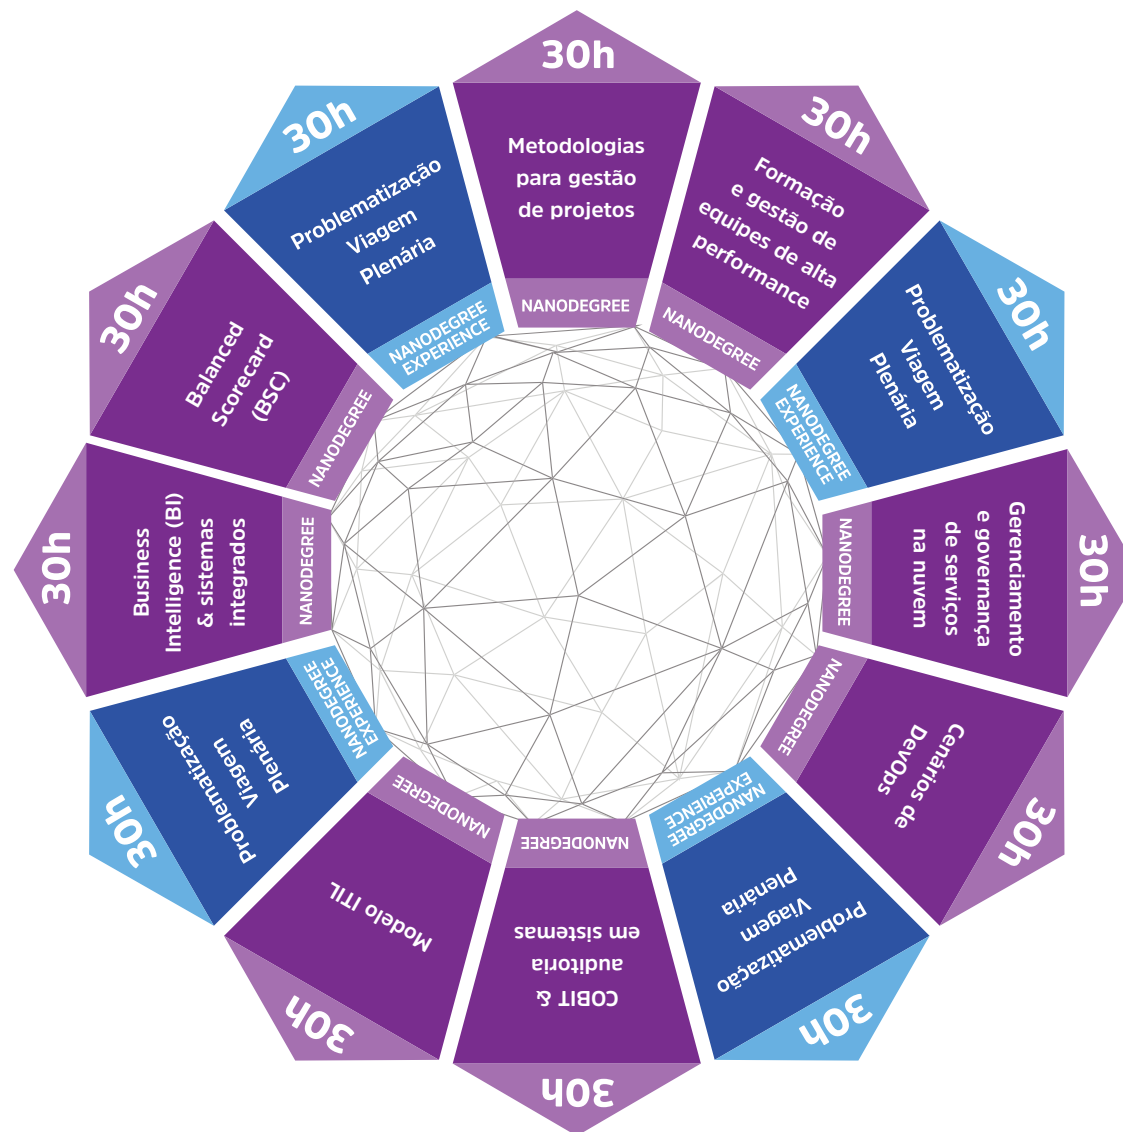 30h
Metodologias
para gestão
de projetos
NANODEGREE
30h
Formação
e gestão de
equipes de alta
performance
NANODEGREE
30h
Problematização
Viagem
Plenária
NANODEGREE
EXPERIENCE
30h
Gerenciamento
e governança
de serviços
na nuvem
NANODEGREE
30h
Cenários de
DevOps
NANODEGREE
30h
Problematização
Viagem
Plenária
NANODEGREE
EXPERIENCE
30h
COBIT &
auditoria
em sistemas
NANODEGREE
30h
Modelo ITIL
NANODEGREE
30h
Problematização
Viagem
Plenária
NANODEGREE
EXPERIENCE
30h
Business
Intelligence (BI)
& sistemas
integrados
NANODEGREE
30h
Balanced
Scorecard
(BSC)
NANODEGREE
30h
Problematização
Viagem
Plenária
NANODEGREE
EXPERIENCE